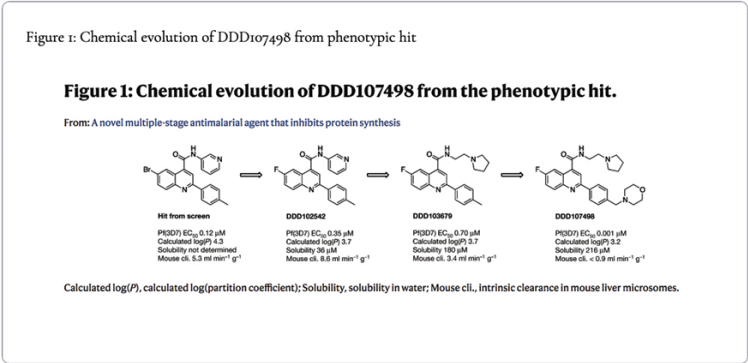 Figure 1: Chemical evolution of DDD107498 from phenotypic hit
Figure 1: Chemical evolution of DDD107498 from the phenotypic hit.
From: A novel multiple-stage antimalarial agent that inhibits protein synthesis
O H N N
Br
N
O H N N
F
N
O H N N
F
N
O H N N
F
N N O
Hit from screen
Pf(3D7) EC50 0.12 μM
Calculated log(P) 4.3
Solubility not determined
Mouse cli. 5.3 ml min⁻¹ g⁻¹
DDD102542
Pf(3D7) EC50 0.35 μM
Calculated log(P) 3.7
Solubility 36 μM
Mouse cli. 8.6 ml min⁻¹ g⁻¹
DDD103679
Pf(3D7) EC50 0.70 μM
Calculated log(P) 3.7
Solubility 180 μM
Mouse cli. 3.4 ml min⁻¹ g⁻¹
DDD107498
Pf(3D7) EC50 0.001 μM
Calculated log(P) 3.2
Solubility 216 μM
Mouse cli. < 0.9 ml min⁻¹ g⁻¹
Calculated log(P), calculated log(partition coefficient); Solubility, solubility in water; Mouse cli., intrinsic clearance in mouse liver microsomes.